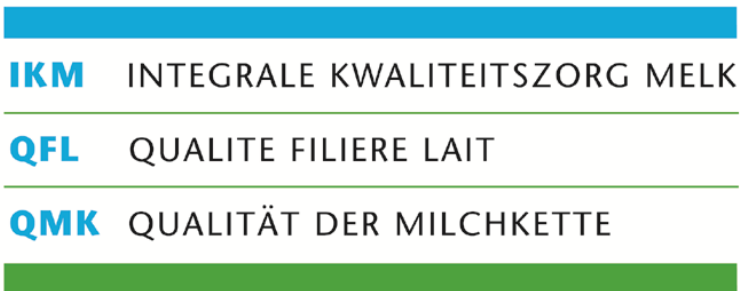 IKM INTEGRALE KWALITEITSZORG MELK
QFL QUALITE FILIERE LAIT
QMK QUALITÄT DER MILCHKETTE